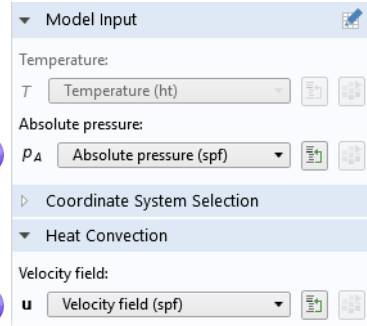 Model Input
Temperature:
T Temperature (ht)
Absolute pressure:
pA Absolute pressure (spf)
Coordinate System Selection
Heat Convection
Velocity field:
u Velocity field (spf)